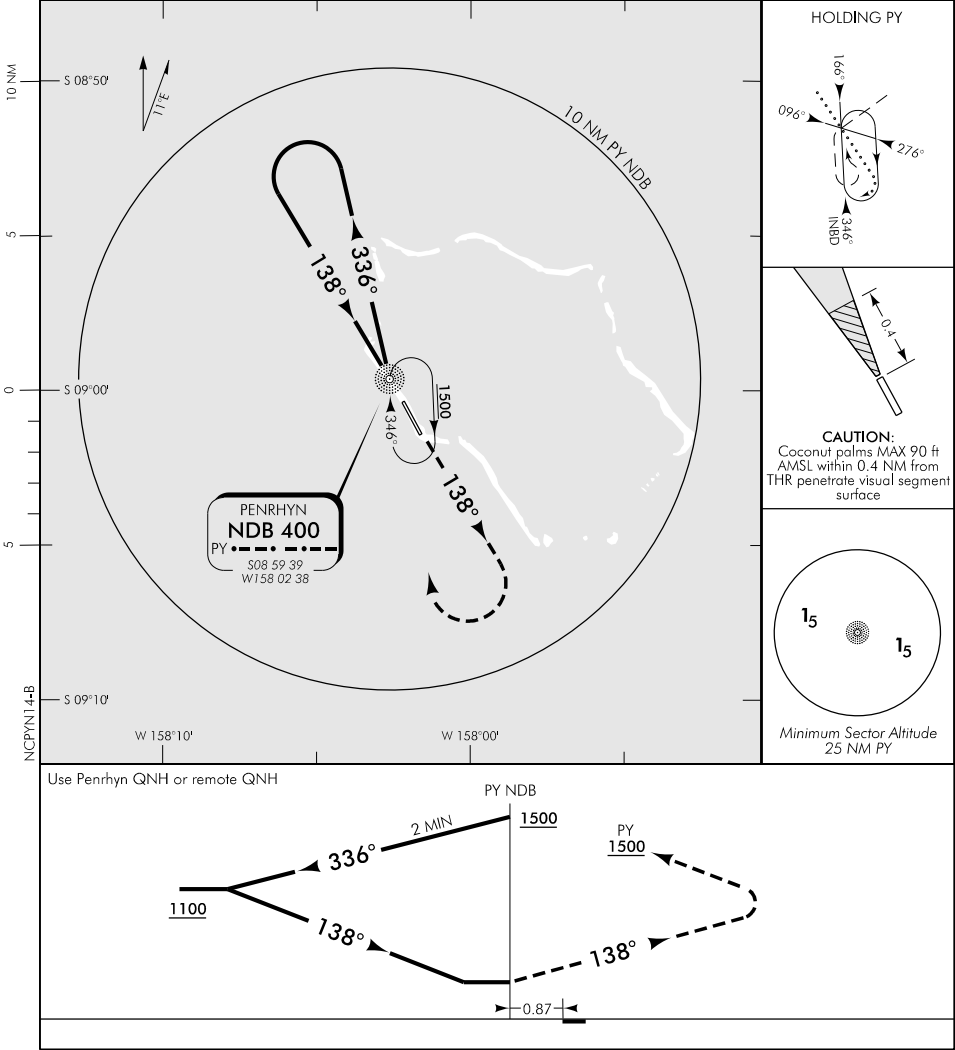 10 NM
5
0
5
NCPYN14-B
S 08°50'
11°E
10 NM PY NDB
138°
336°
S 09°00'
1500
346°
138°
PENRHYN
NDB 400
PY
S08 59 39
W158 02 38
S 09°10'
W 158°10'
W 158°00'
HOLDING PY
166°
096°
276°
346°
INBD
0.4
CAUTION:
Coconut palms MAX 90 ft
AMSL within 0.4 NM from
THR penetrate visual segment
surface
15
15
Minimum Sector Altitude
25 NM PY
Use Penrhyn QNH or remote QNH
PY NDB
2 MIN
1500
336°
PY
1500
1100
138°
138°
0.87